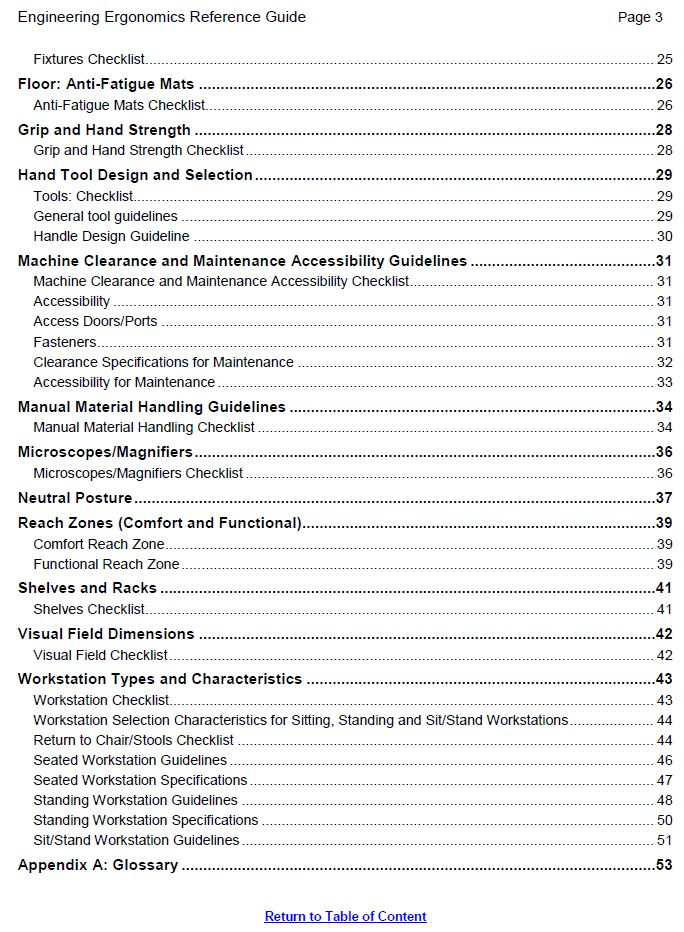 Engineering Ergonomics Reference Guide Page 3
Fixtures Checklist 25
Floor: Anti-Fatigue Mats 26
Anti-Fatigue Mats Checklist 26
Grip and Hand Strength 28
Grip and Hand Strength Checklist 28
Hand Tool Design and Selection 29
Tools: Checklist 29
General tool guidelines 29
Handle Design Guideline 30
Machine Clearance and Maintenance Accessibility Guidelines 31
Machine Clearance and Maintenance Accessibility Checklist 31
Accessibility 31
Access Doors/Ports 31
Fasteners 31
Clearance Specifications for Maintenance 32
Accessibility for Maintenance 33
Manual Material Handling Guidelines 34
Manual Material Handling Checklist 34
Microscopes/Magnifiers 36
Microscopes/Magnifiers Checklist 36
Neutral Posture 37
Reach Zones (Comfort and Functional) 39
Comfort Reach Zone 39
Functional Reach Zone 39
Shelves and Racks 41
Shelves Checklist 41
Visual Field Dimensions 42
Visual Field Checklist 42
Workstation Types and Characteristics 43
Workstation Checklist 43
Workstation Selection Characteristics for Sitting, Standing and Sit/Stand Workstations 44
Return to Chair/Stools Checklist 44
Seated Workstation Guidelines 46
Seated Workstation Specifications 47
Standing Workstation Guidelines 48
Standing Workstation Specifications 50
Sit/Stand Workstation Guidelines 51
Appendix A: Glossary 53
Return to Table of Content